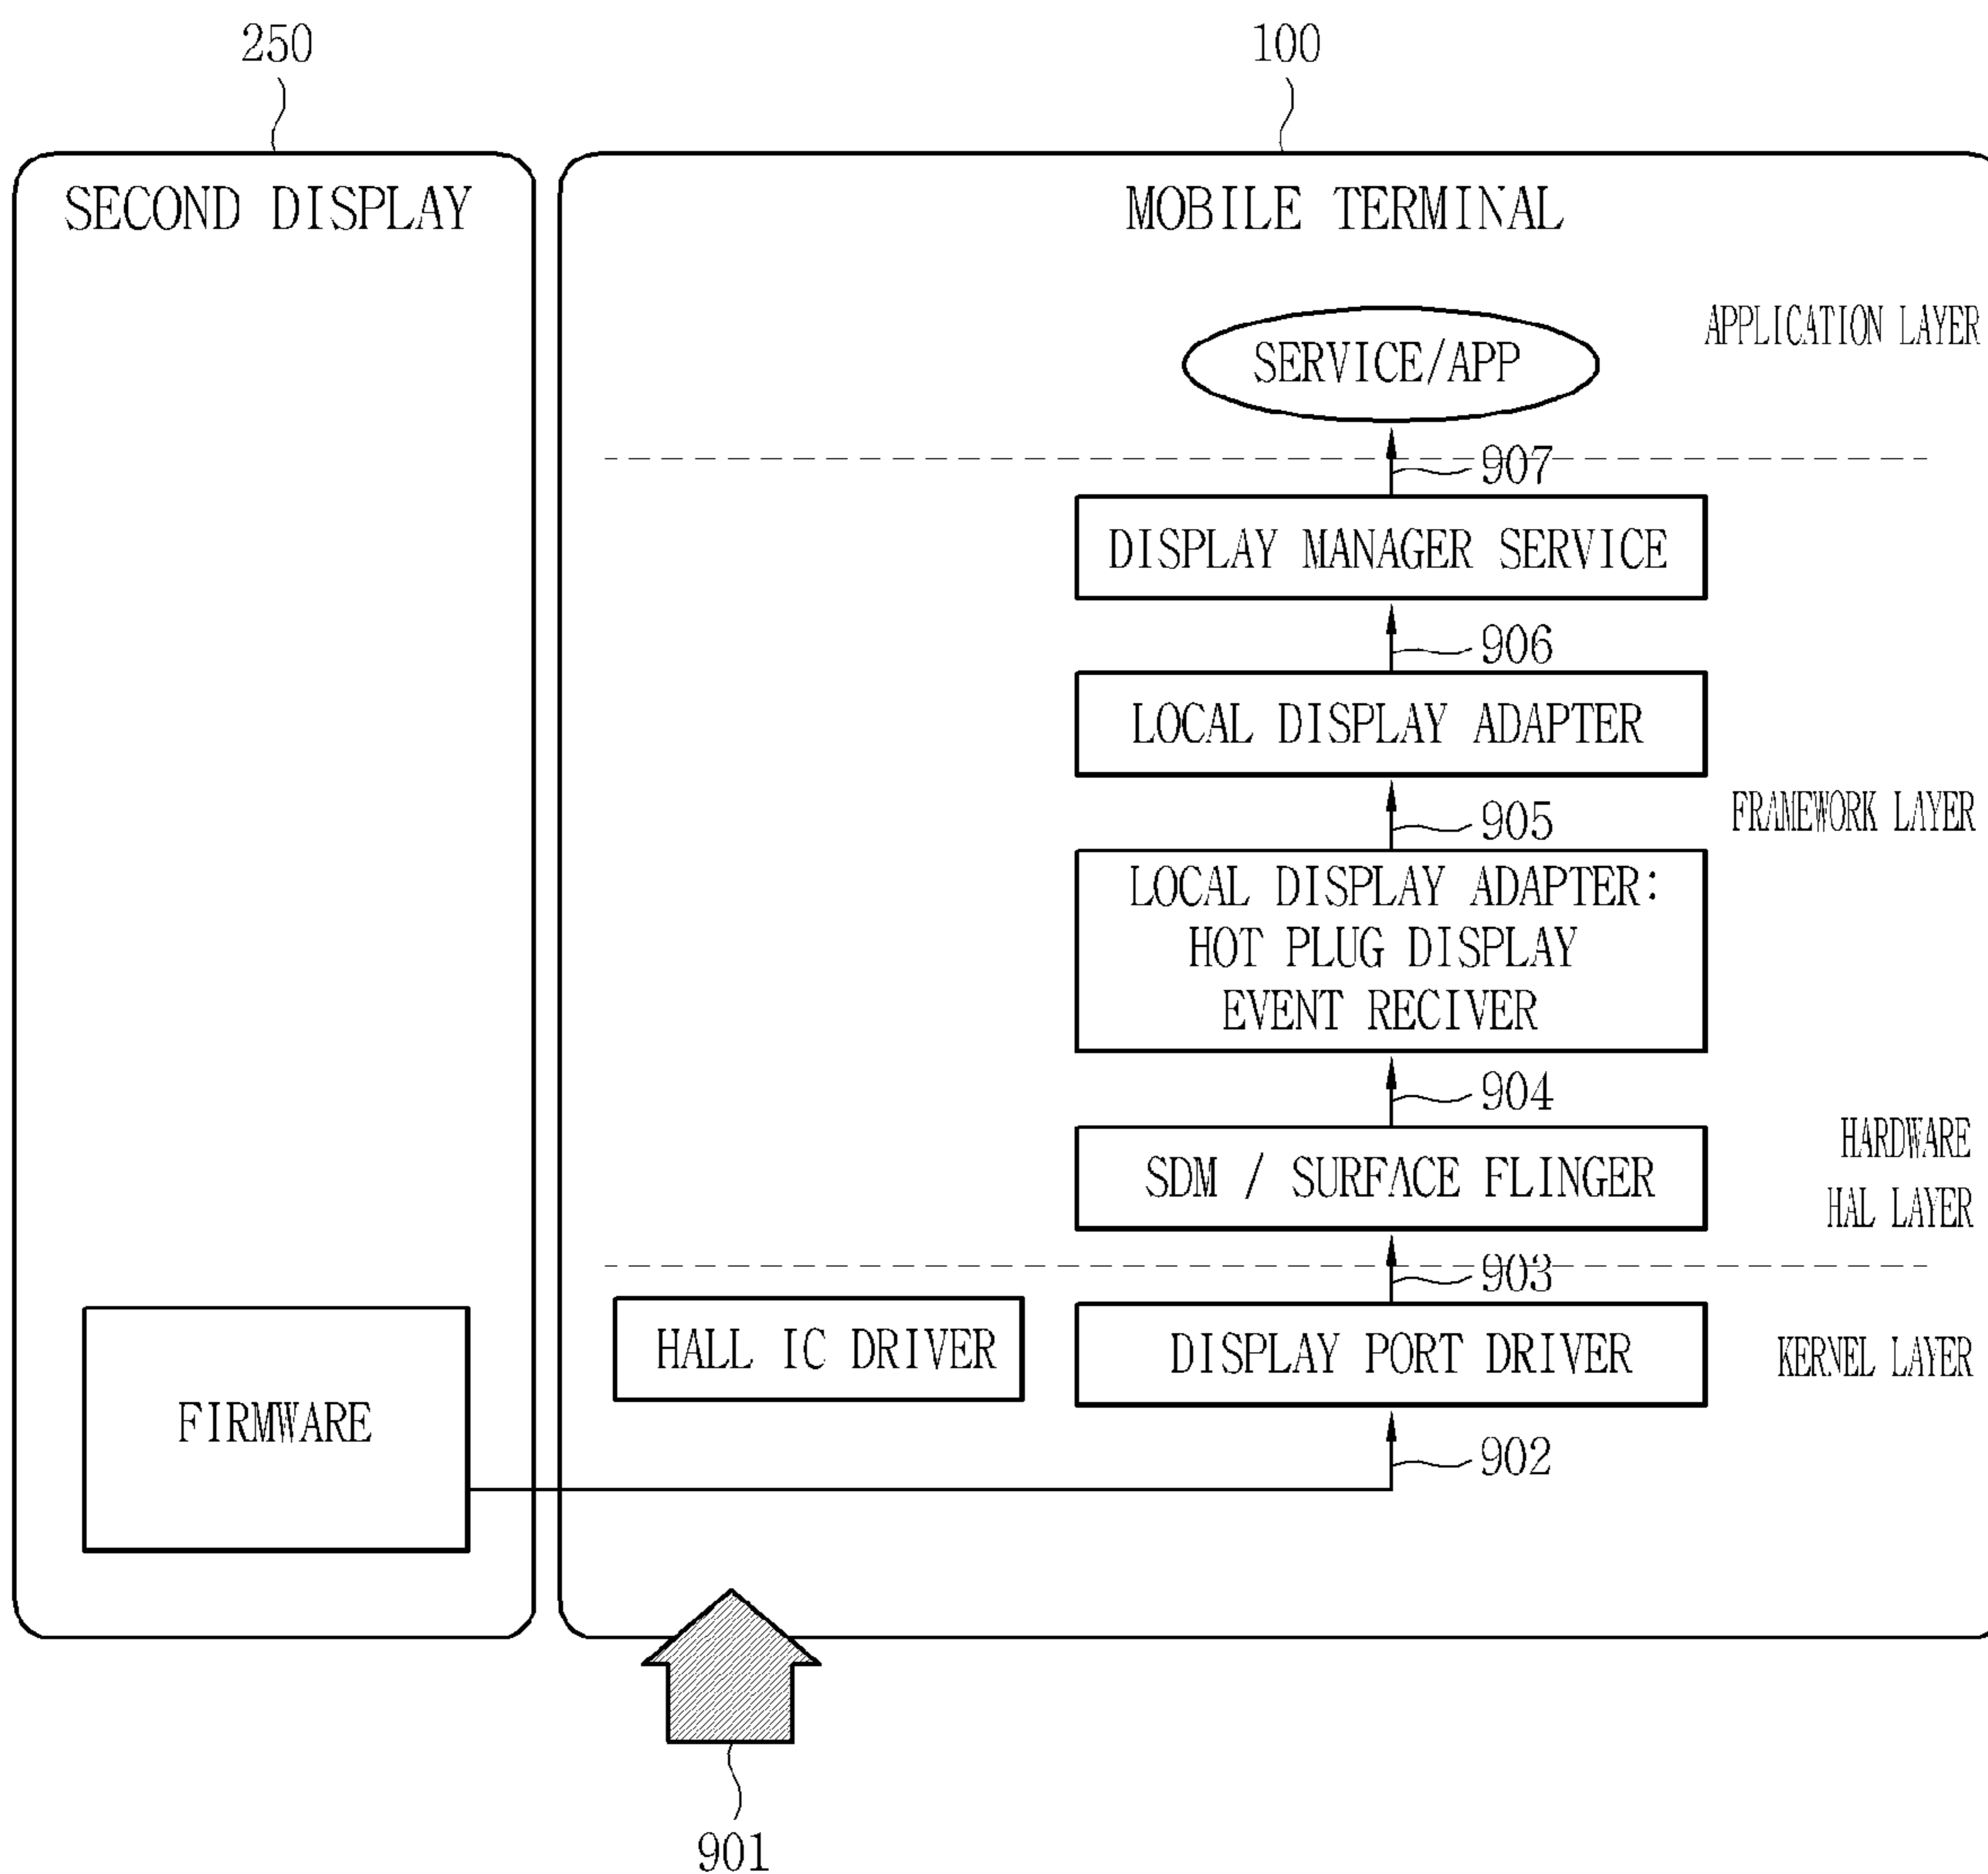 250
100
SECOND DISPLAY
MOBILE TERMINAL
APPLICATION LAYER
SERVICE/APP
907
DISPLAY MANAGER SERVICE
906
LOCAL DISPLAY ADAPTER
FRAMEWORK LAYER
905
LOCAL DISPLAY ADAPTER:
HOT PLUG DISPLAY
EVENT RECIVER
904
HARDWARE
HAL LAYER
SDM / SURFACE FLINGER
903
HALL IC DRIVER
DISPLAY PORT DRIVER
KERNEL LAYER
FIRMWARE
902
901